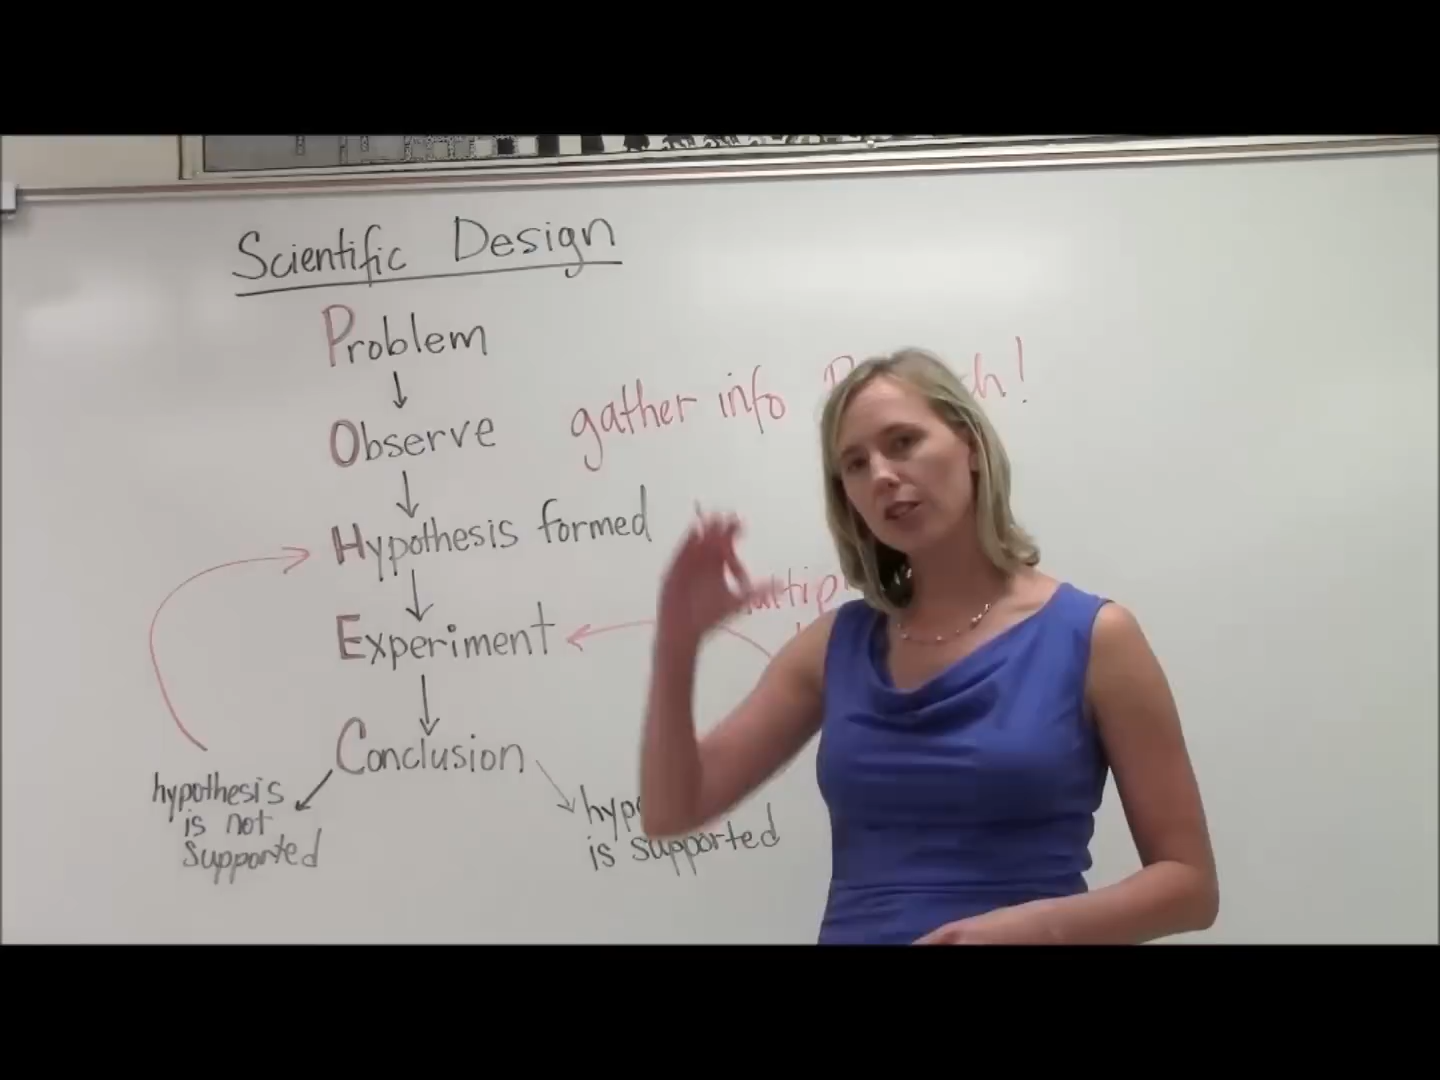 Scientific Design
Problem
Observe gather info
Hypothesis formed
Experiment
Conclusion
hypothesis
is not
supported
is supported